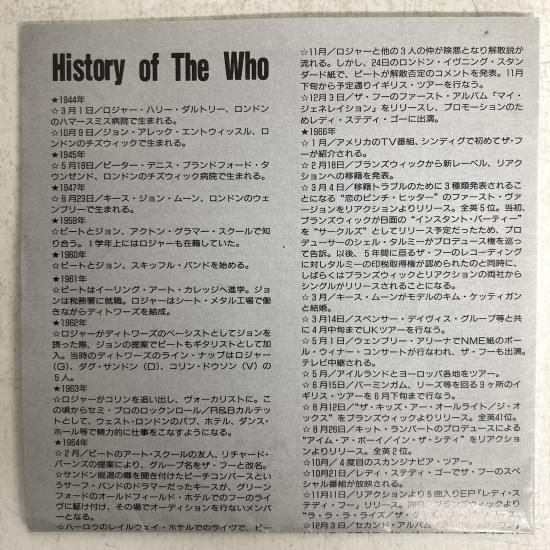 History of The Who
★1944年
☆3月1日/ロジャー・ハリー・ダルトリー、ロンドン
のハマースミス病院で生まれる。
☆10月9日/ジョン・アレック・エントウィッスル、ロ
ンドンのチズウィックで生まれる。
★1945年
☆5月19日/ピーター・デニス・ブランドフォード・タ
ウンゼンド、ロンドンのチズウィック病院で生まれる。
★1947年
☆8月23日/キース・ジョン・ムーン、ロンドンのウェ
ンブリーで生まれる。
★1959年
☆ピートとジョン、アクトン・グラマー・スクールで知
り合う。1学年上にはロジャーも在籍していた。
★1960年
☆ピートとジョン、スキッフル・バンドを始める。
★1961年
☆ピートはイーリング・アート・カレッジへ進学。ジョ
ンは税務署に就職。ロジャーはシート・メタル工場で働
きながらディトワーズを結成。
★1962年
☆ロジャーがディトワーズのベーシストとしてジョンを
誘った際、ジョンの提案でピートもギタリストとして加
入。当時のディトワーズのライン・ナップはロジャー
(G)、ダグ・サンドン(D)、コリン・ドウソン(V)の
5人。
★1963年
☆ロジャーがコリンを追い出し、ヴォーカリストに。こ
の頃からセミ・プロのロックンロール/R&Bカルテッ
トとして、ウェスト・ロンドンのパブ、ホテル、ダンス・
ホール等で精力的に仕事をこなすようになる。
★1964年
☆2月/ピートのアート・スクールの友人、リチャード・
バーンズの提案により、グループ名をザ・フーと改名。
☆サンドン脱退の噂を聞き付けたビーチコンバースとい
うサーフ・バンドのドラマーだったキースが、グリーン
フォードのオールドフィールド・ホテルでのフーのライ
ヴに駆け付け、その場でオーディションを行ないメンバ
ーとなる。
☆ハーロウのレイルウェイ・ホテルでのライヴで、ピー
☆11月/ロジャーと他の3人の仲が険悪となり解散説が
流れる。しかし、24日のロンドン・イヴニング・スタン
ダード紙で、ピートが解散否定のコメントを発表。11月
下旬から予定通りイギリス・ツアーを行なう。
☆12月3日/ザ・フーのファースト・アルバム『マイ・
ジェネレイション』をリリースし、プロモーションのた
めレディ・ステディ・ゴーに出演。
★1966年
☆1月/アメリカのTV番組、シンディグで初めてザ・フ
ーが紹介される。
☆2月18日/ブランズウィックから新レーベル、リアク
ションへの移籍を発表。
☆3月4日/移籍トラブルのために3種類発表されるこ
とになる“恋のピンチ・ヒッター”のファースト・ヴァ
ージョンをリアクションよりリリース。全英5位。当初、
ブランズウィックがB面の“インスタント・パーティー”
を“サークルズ”としてリリース予定だったため、プロ
デューサーのシェル・タルミーがプロデュース権を巡っ
て告訴。以後、5年間に亘るザ・フーのレコーディング
に対しタルミーの印税取得権が認められたのと同時に、
しばらくはブランズウィックとリアクションの両社から
シングルがリリースされることになる。
☆3月/キース・ムーンがモデルのキム・ケッティガン
と結婚。
☆3月14日/スペンサー・デイヴィス・グループ等と共
に4月中旬までUKツアーを行なう。
☆5月1日/ウェンブリー・アリーナでNME紙のポー
ル・ウィナー・コンサートが行なわれ、ザ・フーも出演。
テレビ中継される。
☆5月/アイルランドとヨーロッパ各地をツアー。
☆6月15日/バーミンガム、リーズ等を回る9ヶ所のイ
ギリス・ツアーを6月下旬まで行なう。
☆8月12日/“ザ・キッズ・アー・オールライト/ジ・オ
ックス”をブランズウィックよりリリース。全英41位。
☆8月26日/キット・ランバートのプロデュースによる
“アイム・ア・ボーイ/イン・ザ・シティ”をリアクショ
ンよりリリース。全英2位。
☆10月/4度目のスカンジナビア・ツアー。
☆10月21日/レディ・ステディ・ゴーでザ・フーのスペ
シャル番組が放映される。
☆11月11日/リアクションより5曲入りEP『レディ・ス
テディ・フー』リリース。同日、ブランズウィックより
“ラ・ラ・ラ・ライズ/ザ・グッズ
☆12月3日/セカンド・アルバム